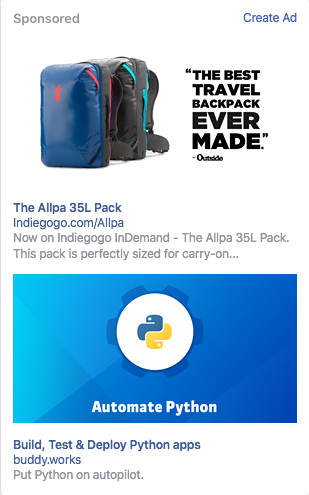 Sponsored
Create Ad
“THE BEST
TRAVEL
BACKPACK
EVER
MADE.”
- Outside
The Allpa 35L Pack
Indiegogo.com/Allpa
Now on Indiegogo InDemand - The Allpa 35L Pack.
This pack is perfectly sized for carry-on...
Automate Python
Build, Test & Deploy Python apps
buddy.works
Put Python on autopilot.